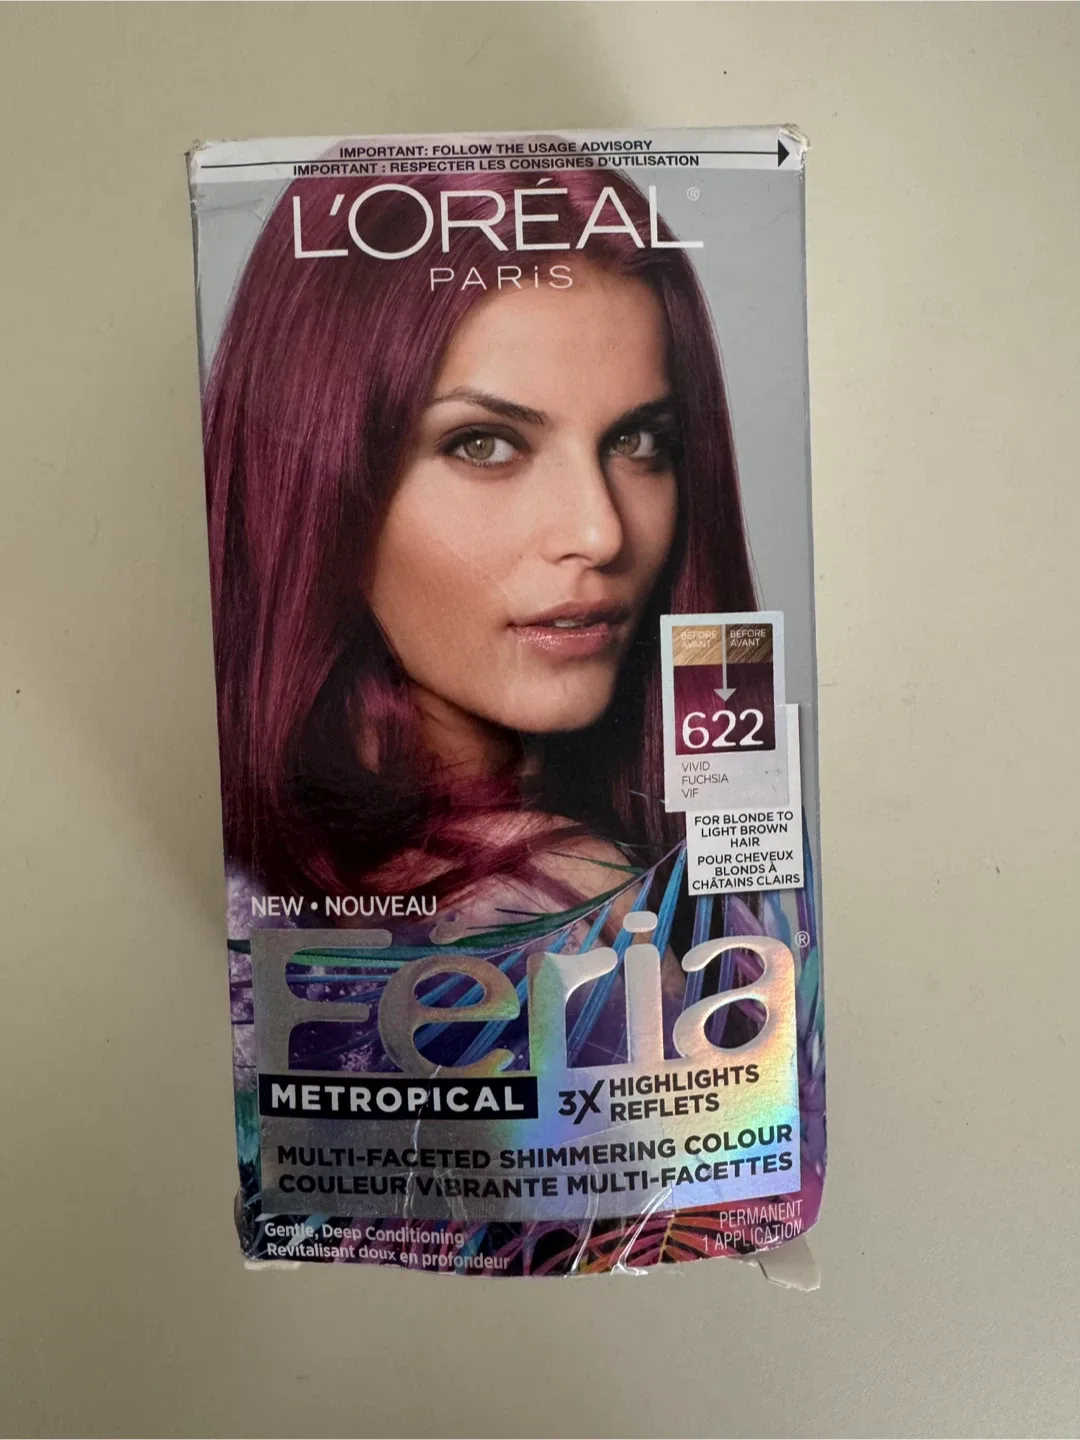 IMPORTANT: FOLLOW THE USAGE ADVISORY
IMPORTANT : RESPECTER LES CONSIGNES D'UTILISATION
L'ORÉAL®
PARiS
BEFORE AVANT
BEFORE AVANT
622
VIVID
FUCHSIA
VIF
FOR BLONDE TO
LIGHT BROWN
HAIR
POUR CHEVEUX
BLONDS À
CHÂTAINS CLAIRS
NEW • NOUVEAU
Féria®
METROPICAL
3X HIGHLIGHTS
REFLETS
MULTI-FACETED SHIMMERING COLOUR
COULEUR VIBRANTE MULTI-FACETTES
Gentle, Deep Conditioning
Revitalisant doux en profondeur
PERMANENT
1 APPLICATION